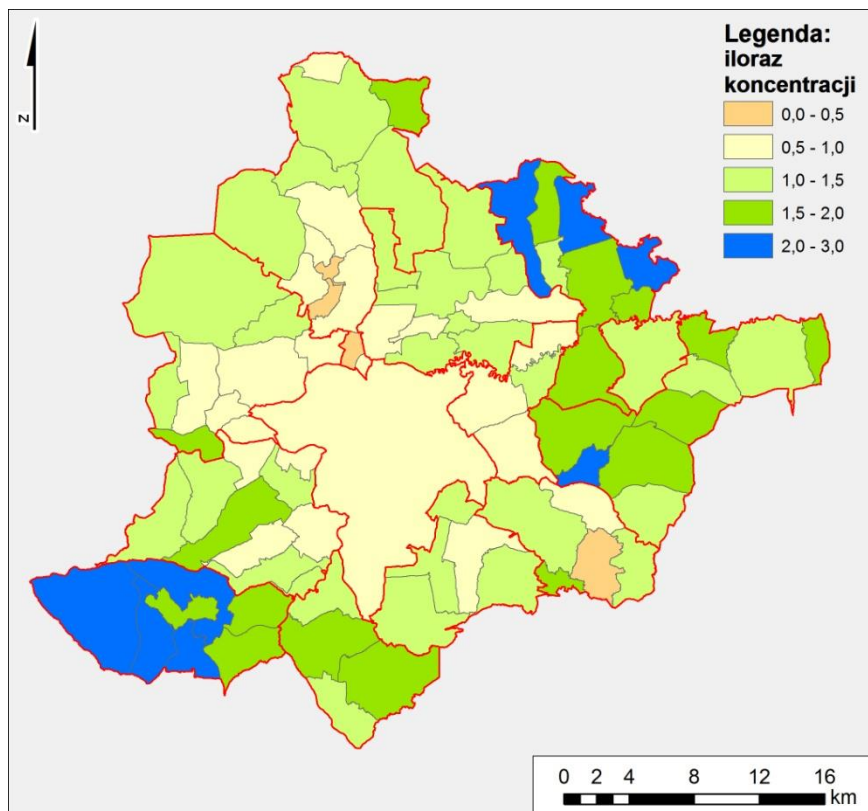 Legenda:
iloraz
koncentracji
0,0 - 0,5
0,5 - 1,0
1,0 - 1,5
1,5 - 2,0
2,0 - 3,0
N
0 2 4 8 12 16
km